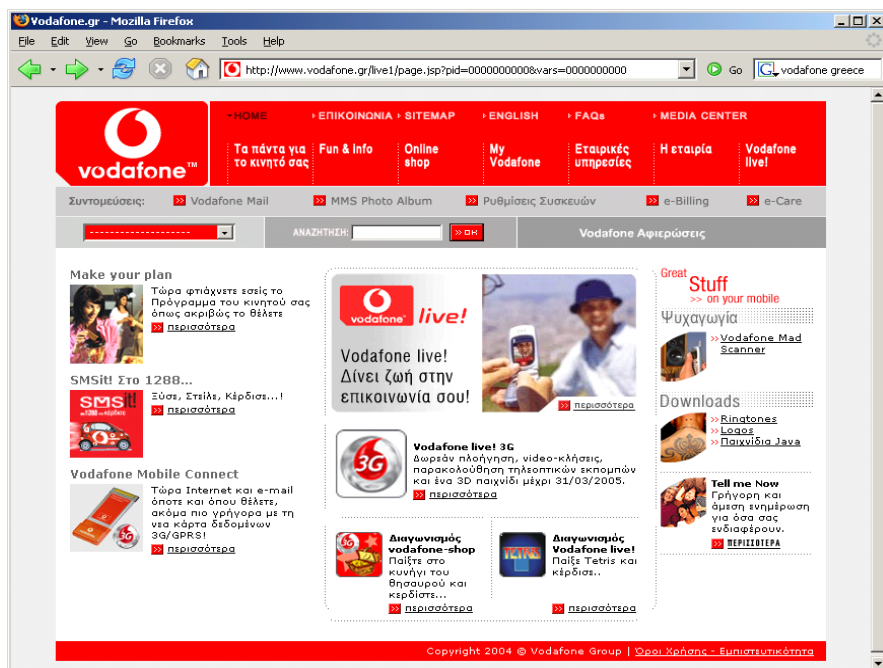 Vodafone.gr - Mozilla Firefox
File Edit View Go Bookmarks Tools Help
http://www.vodafone.gr/live1/page.jsp?pid=0000000000&vars=0000000000 Go vodafone greece
HOME ΕΠΙΚΟΙΝΩΝΙΑ SITEMAP ENGLISH FAQs MEDIA CENTER
vodafone™
Τα πάντα για το κινητό σας
Fun & Info
Online shop
My Vodafone
Εταιρικές υπηρεσίες
Η εταιρία
Vodafone live!
Συντομεύσεις: Vodafone Mail MMS Photo Album Ρυθμίσεις Συσκευών e-Billing e-Care
-------------------- ΑΝΑΖΗΤΗΣΗ: OK Vodafone Αφιερώσεις
Make your plan
Τώρα φτιάχνετε εσείς το
Πρόγραμμα του κινητού σας
όπως ακριβώς το θέλετε
περισσότερα
SMSit! Στο 1288...
SMSit!
Ξύσε, Στείλε, Κέρδισε...!
περισσότερα
Vodafone Mobile Connect
Τώρα Internet και e-mail
όποτε και όπου θέλετε,
ακόμα πιο γρήγορα με τη
νεα κάρτα δεδομένων
3G/GPRS!
περισσότερα
vodafone live!
Vodafone live!
Δίνει ζωή στην
επικοινωνία σου!
περισσότερα
3G
Vodafone live! 3G
Δωρεάν πλοήγηση, video-κλήσεις,
παρακολούθηση τηλεοπτικών εκπομπών
και ένα 3D παιχνίδι μέχρι 31/03/2005.
περισσότερα
Διαγωνισμός
vodafone-shop
Παίξτε στο
κυνήγι του
θησαυρού και
κερδίστε...
περισσότερα
TETRIS
Διαγωνισμός
Vodafone live!
Παίξε Tetris και
κέρδισε..
περισσότερα
Great
Stuff
>> on your mobile
Ψυχαγωγία
Vodafone Mad
Scanner
Downloads
Ringtones
Logos
Παιχνίδια Java
Tell me Now
Γρήγορη και
άμεση ενημέρωση
για όσα σας
ενδιαφέρουν.
ΠΕΡΙΣΣΟΤΕΡΑ
Copyright 2004 © Vodafone Group | Όροι Χρήσης - Εμπιστευτικότητα